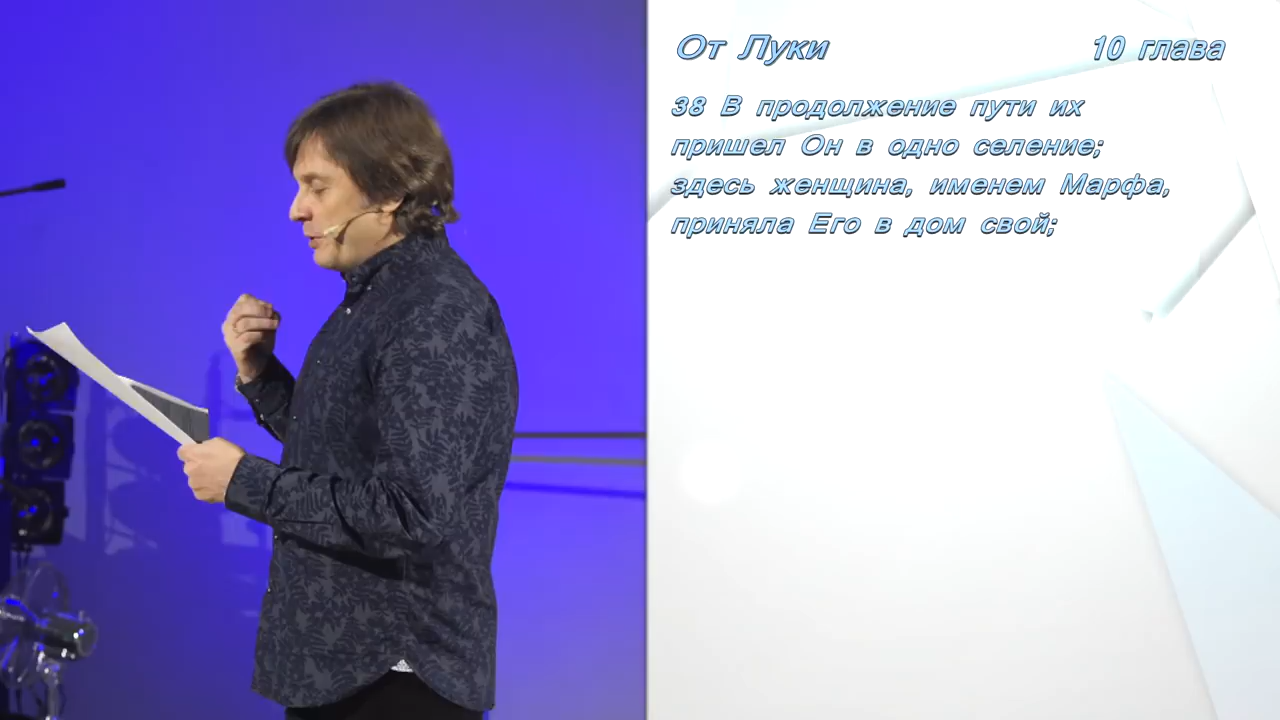 От Луки 10 глава
38 В продолжение пути их
пришел Он в одно селение;
здесь женщина, именем Марфа,
приняла Его в дом свой;